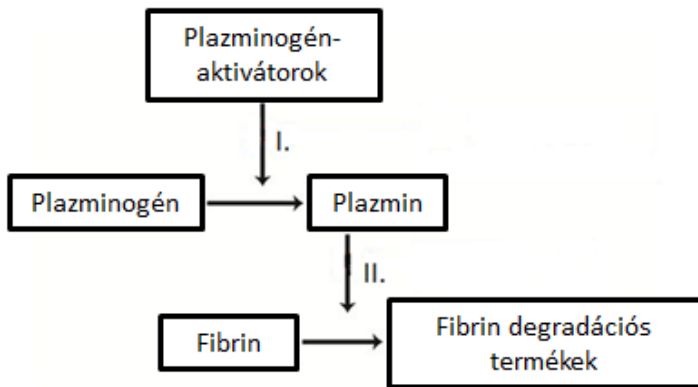 Plazminogén-
aktivátorok
I.
Plazminogén
Plazmin
II.
Fibrin
Fibrin degradációs
termékek